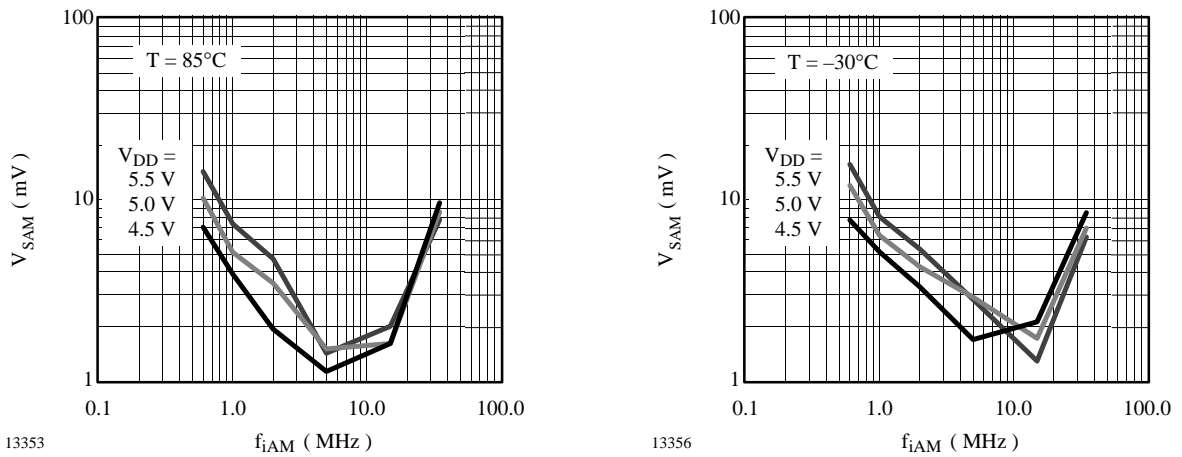 100
T = 85°C
V_DD =
5.5 V
5.0 V
4.5 V
10
1
V_SAM ( mV )
0.1
1.0
10.0
100.0
13353
f_iAM ( MHz )
100
T = –30°C
V_DD =
5.5 V
5.0 V
4.5 V
10
1
V_SAM ( mV )
0.1
1.0
10.0
100.0
13356
f_iAM ( MHz )